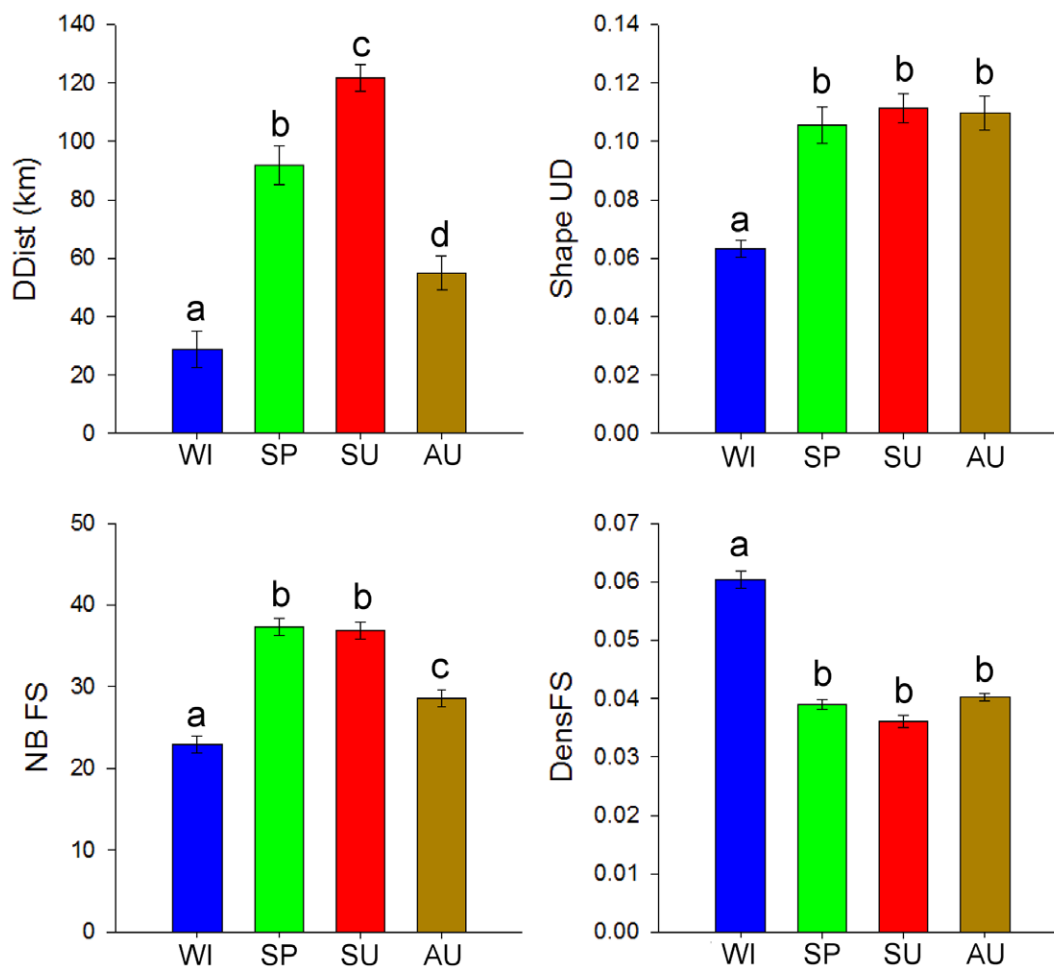 DDist (km)
140
120
100
80
60
40
20
0
a
b
c
d
WI SP SU AU
Shape UD
0.14
0.12
0.10
0.08
0.06
0.04
0.02
0.00
a
b
b
b
WI SP SU AU
NB FS
50
40
30
20
10
0
a
b
b
c
WI SP SU AU
DensFS
0.07
0.06
0.05
0.04
0.03
0.02
0.01
0.00
a
b
b
b
WI SP SU AU